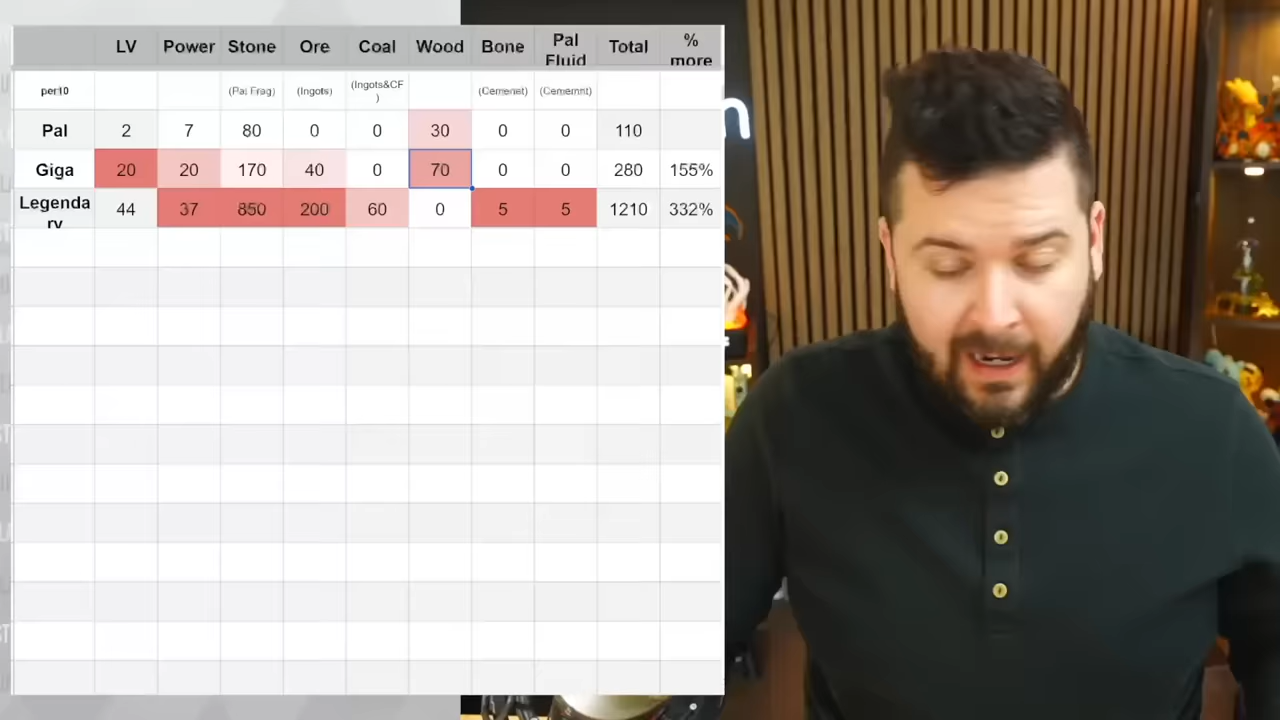 LV Power Stone Ore Coal Wood Bone Pal Fluid Total % more
per10 (Pal Frag) (Ingots) (Ingots&CF) (Cemenet) (Cememnt)
Pal 2 7 80 0 0 30 0 0 110
Giga 20 20 170 40 0 70 0 0 280 155%
Legendary 44 37 850 200 60 0 5 5 1210 332%